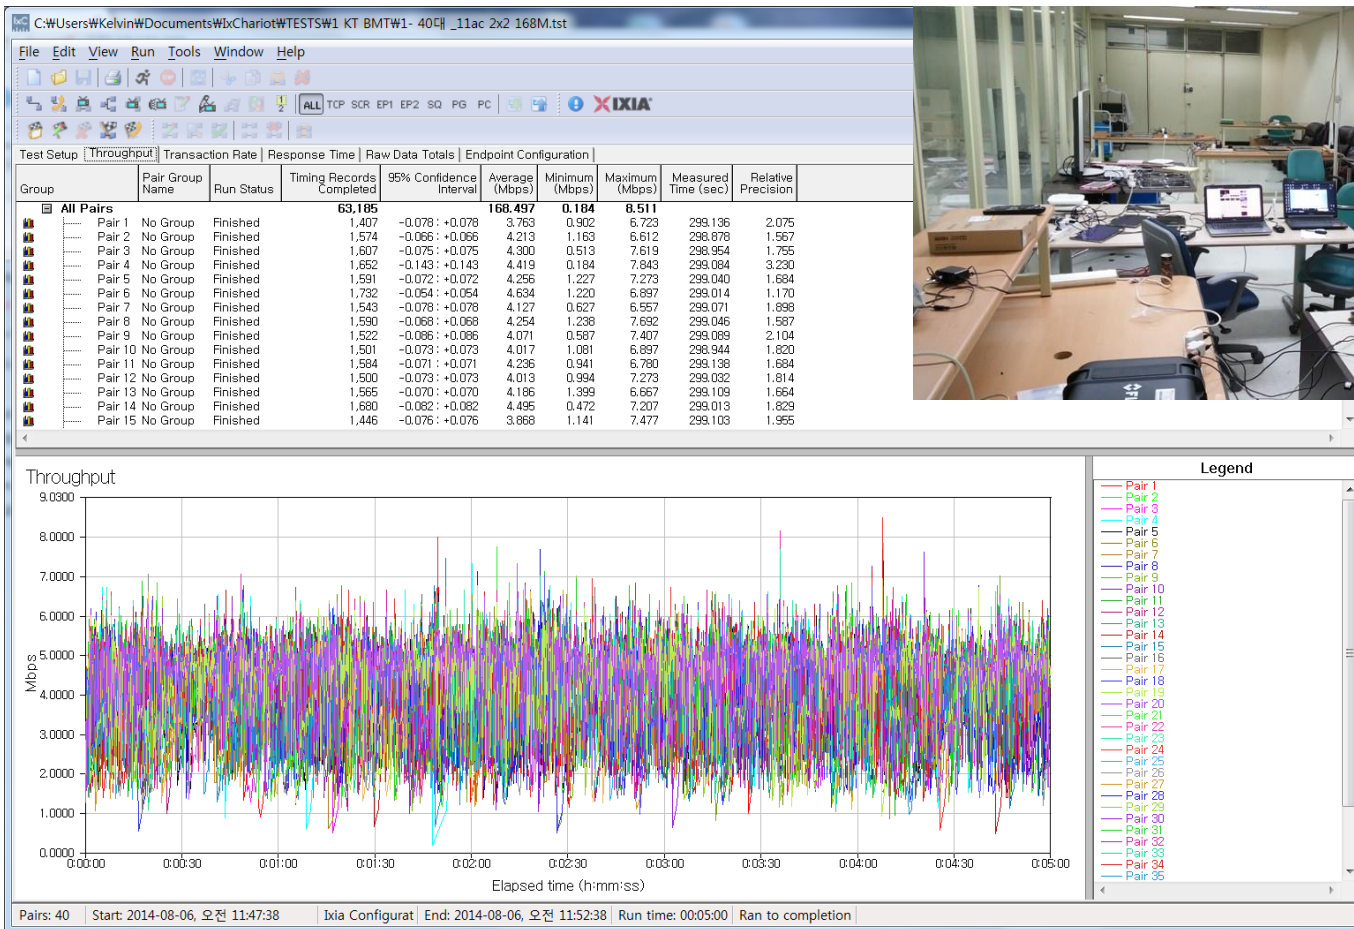 C:\Users\Kelvin\Documents\IxChariot\TESTS\1 KT BMT\1- 40대 _11ac 2x2 168M.tst
File Edit View Run Tools Window Help
ALL TCP SCR EP1 EP2 SQ PG PC IXIA
Test Setup Throughput Transaction Rate Response Time Raw Data Totals Endpoint Configuration
Group Pair Group Name Run Status Timing Records Completed 95% Confidence Interval Average (Mbps) Minimum (Mbps) Maximum (Mbps) Measured Time (sec) Relative Precision
All Pairs 63,185 168.497 0.184 8.511
Pair 1 No Group Finished 1,407 -0.078 : +0.078 3.763 0.902 6.723 299.136 2.075
Pair 2 No Group Finished 1,574 -0.066 : +0.066 4.213 1.163 6.612 298.878 1.567
Pair 3 No Group Finished 1,607 -0.075 : +0.075 4.300 0.513 7.619 298.954 1.755
Pair 4 No Group Finished 1,652 -0.143 : +0.143 4.419 0.184 7.843 299.084 3.230
Pair 5 No Group Finished 1,591 -0.072 : +0.072 4.256 1.227 7.273 299.040 1.684
Pair 6 No Group Finished 1,732 -0.054 : +0.054 4.634 1.220 6.897 299.014 1.170
Pair 7 No Group Finished 1,543 -0.078 : +0.078 4.127 0.627 6.557 299.071 1.898
Pair 8 No Group Finished 1,590 -0.068 : +0.068 4.254 1.238 7.692 299.046 1.587
Pair 9 No Group Finished 1,522 -0.086 : +0.086 4.071 0.587 7.407 299.089 2.104
Pair 10 No Group Finished 1,501 -0.073 : +0.073 4.017 1.081 6.897 298.944 1.820
Pair 11 No Group Finished 1,584 -0.071 : +0.071 4.236 0.941 6.780 299.138 1.684
Pair 12 No Group Finished 1,500 -0.073 : +0.073 4.013 0.994 7.273 299.032 1.814
Pair 13 No Group Finished 1,565 -0.070 : +0.070 4.186 1.399 6.667 299.109 1.664
Pair 14 No Group Finished 1,680 -0.082 : +0.082 4.495 0.472 7.207 299.013 1.829
Pair 15 No Group Finished 1,446 -0.076 : +0.076 3.868 1.141 7.477 299.103 1.955
Throughput
9.0300
8.0000
7.0000
6.0000
5.0000
4.0000
3.0000
2.0000
1.0000
0.0000
Mbps
0:00:00 0:00:30 0:01:00 0:01:30 0:02:00 0:02:30 0:03:00 0:03:30 0:04:00 0:04:30 0:05:00
Elapsed time (h:mm:ss)
Legend
Pair 1
Pair 2
Pair 3
Pair 4
Pair 5
Pair 6
Pair 7
Pair 8
Pair 9
Pair 10
Pair 11
Pair 12
Pair 13
Pair 14
Pair 15
Pair 16
Pair 17
Pair 18
Pair 19
Pair 20
Pair 21
Pair 22
Pair 23
Pair 24
Pair 25
Pair 26
Pair 27
Pair 28
Pair 29
Pair 30
Pair 31
Pair 32
Pair 33
Pair 34
Pair 35
Pairs: 40 Start: 2014-08-06, 오전 11:47:38 Ixia Configurat End: 2014-08-06, 오전 11:52:38 Run time: 00:05:00 Ran to completion